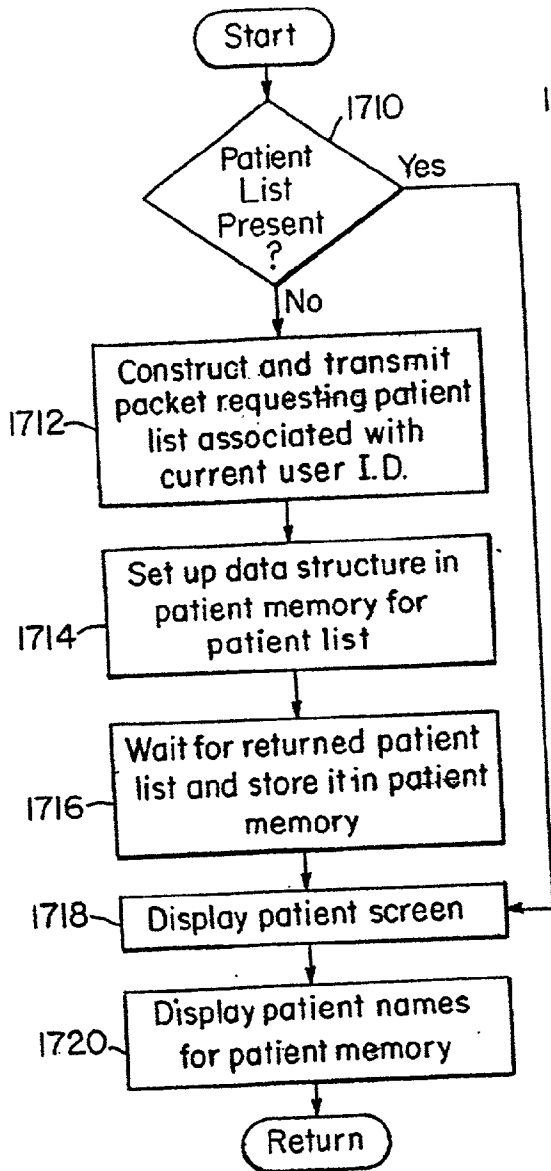 Start
1710
Patient
List
Present
?
Yes
No
1712
Construct and transmit
packet requesting patient
list associated with
current user I.D.
1714
Set up data structure in
patient memory for
patient list
1716
Wait for returned patient
list and store it in patient
memory
1718
Display patient screen
1720
Display patient names
for patient memory
Return